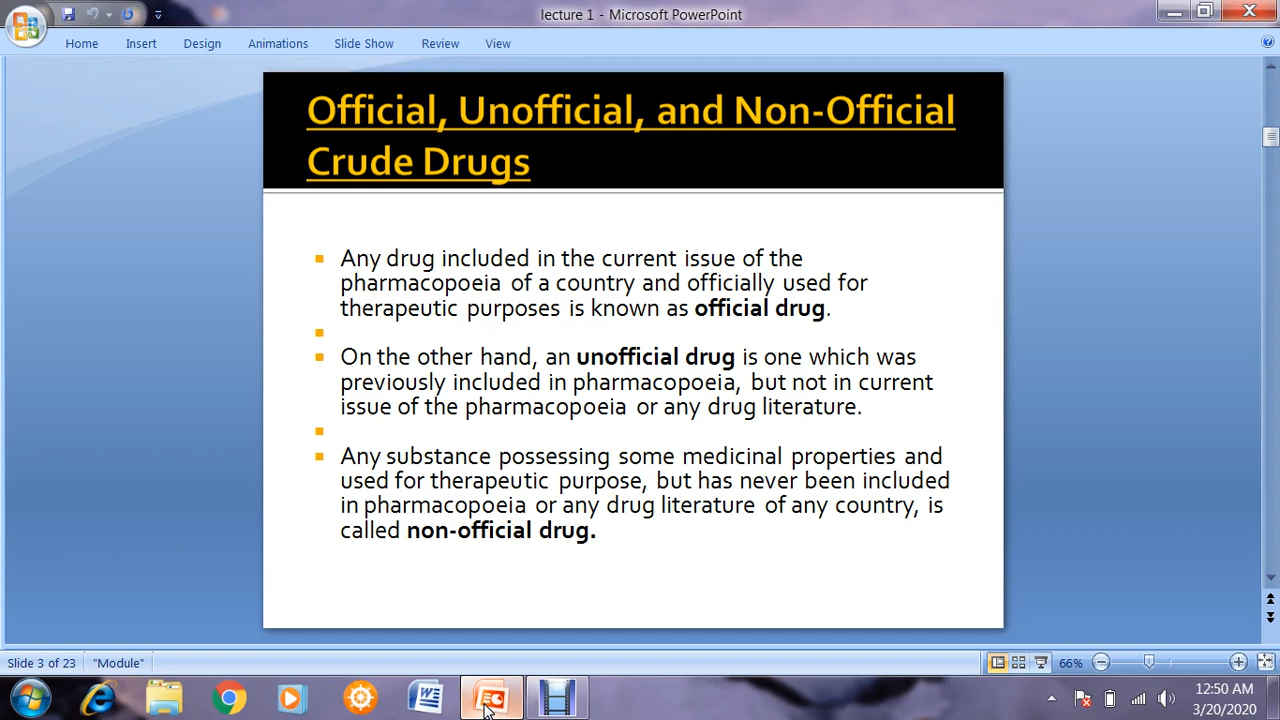 lecture 1 - Microsoft PowerPoint
Home Insert Design Animations Slide Show Review View
Official, Unofficial, and Non-Official
Crude Drugs
Any drug included in the current issue of the
pharmacopoeia of a country and officially used for
therapeutic purposes is known as official drug.
On the other hand, an unofficial drug is one which was
previously included in pharmacopoeia, but not in current
issue of the pharmacopoeia or any drug literature.
Any substance possessing some medicinal properties and
used for therapeutic purpose, but has never been included
in pharmacopoeia or any drug literature of any country, is
called non-official drug.
Slide 3 of 23 "Module" 66%
12:50 AM
3/20/2020